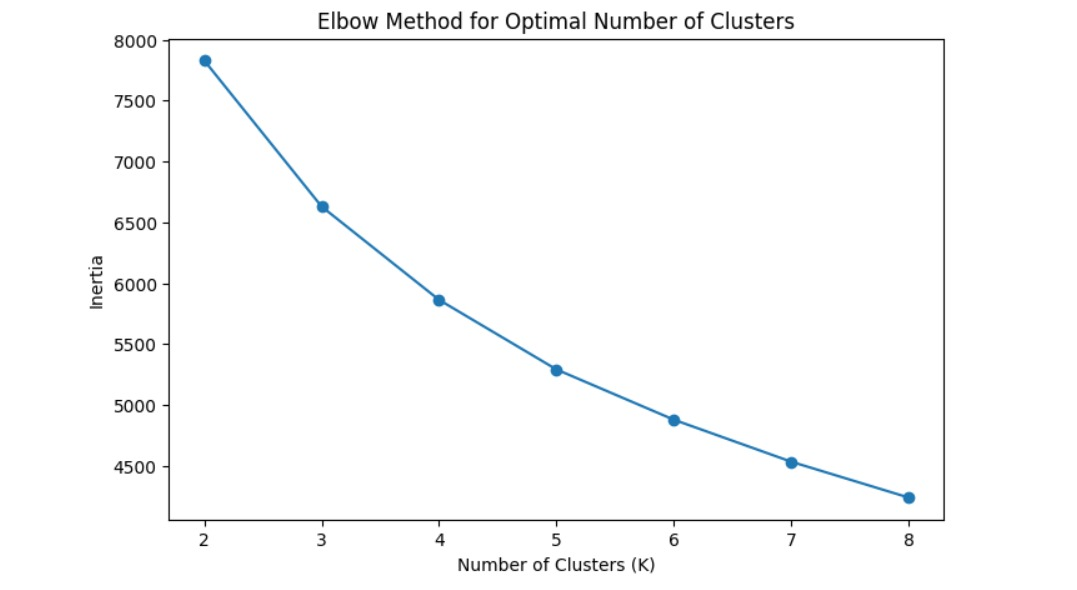 Elbow Method for Optimal Number of Clusters
8000
7500
7000
6500
6000
5500
5000
4500
Inertia
2 3 4 5 6 7 8
Number of Clusters (K)